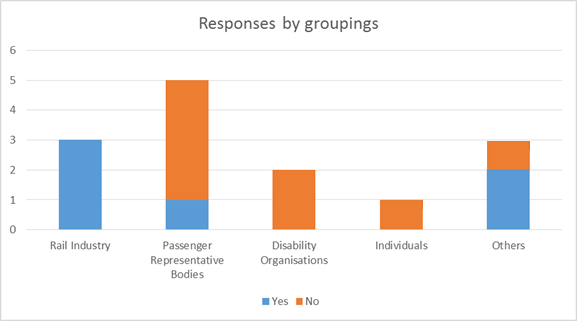 Responses by groupings
6
5
4
3
2
1
0
Rail Industry
Passenger
Representative
Bodies
Disability
Organisations
Individuals
Others
Yes
No